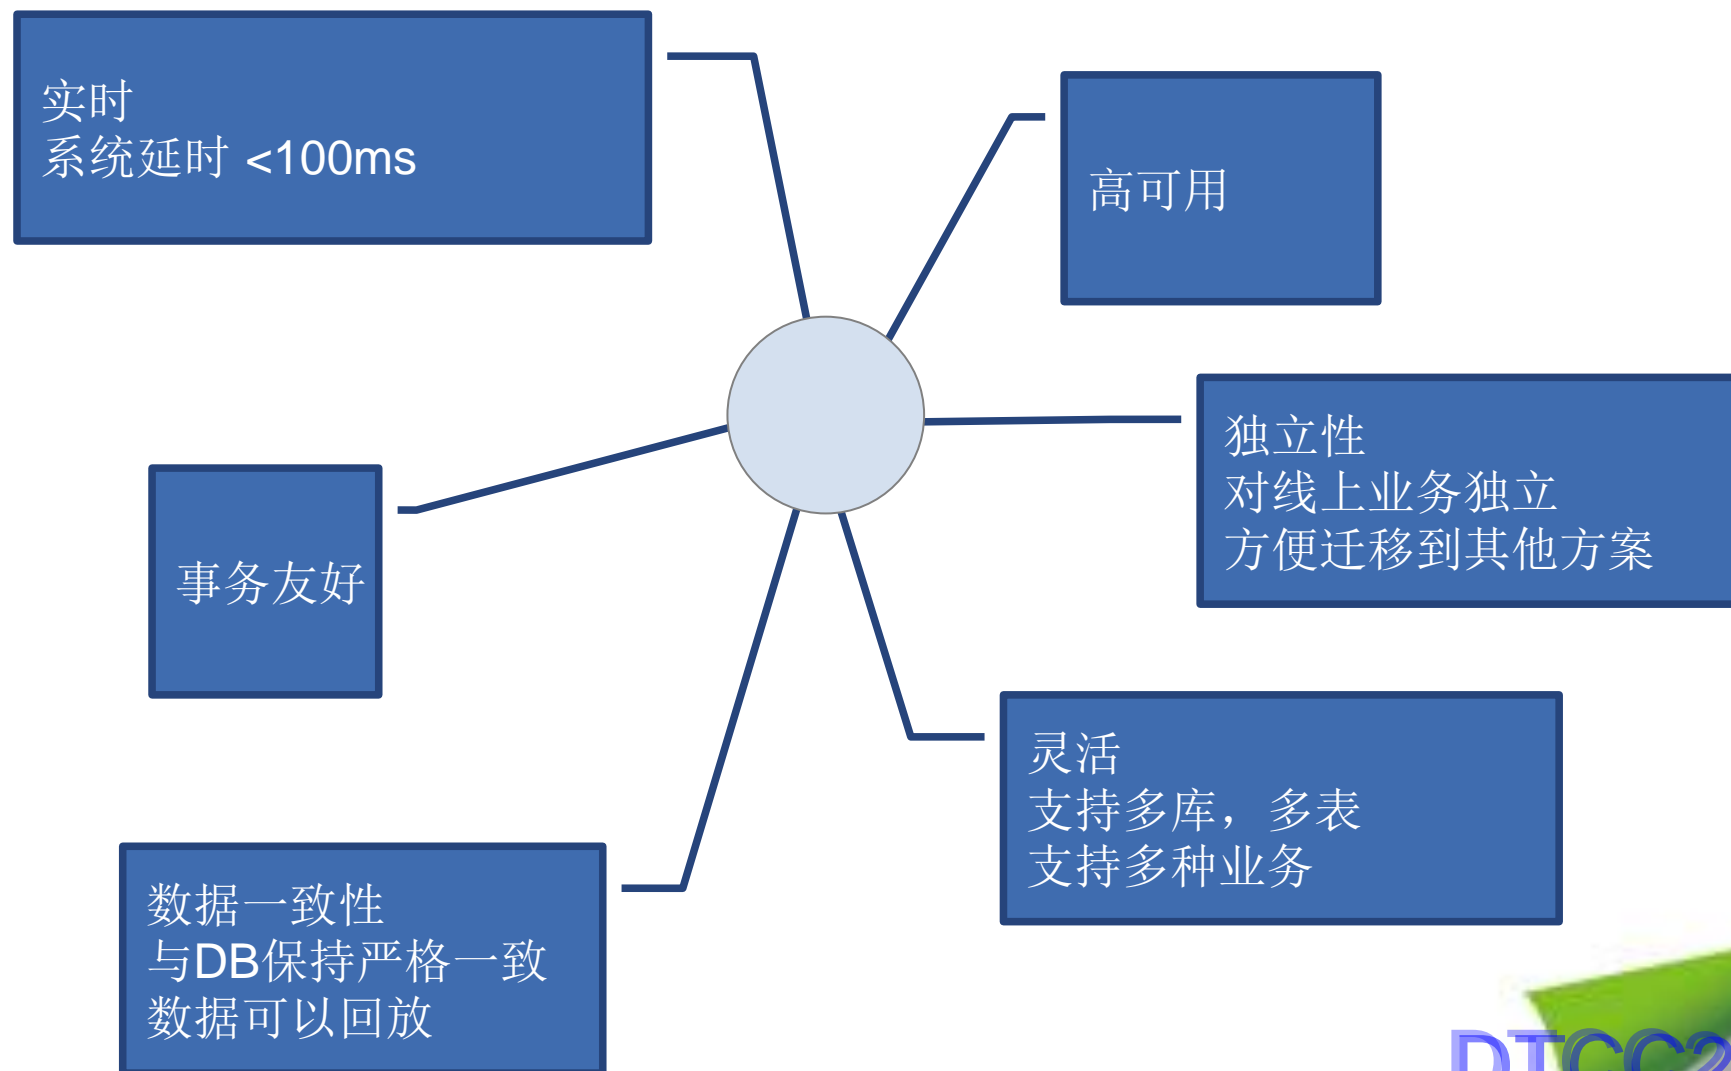 实时
系统延时 <100ms
高可用
独立性
对线上业务独立
方便迁移到其他方案
事务友好
灵活
支持多库，多表
支持多种业务
数据一致性
与DB保持严格一致
数据可以回放
DTCC2